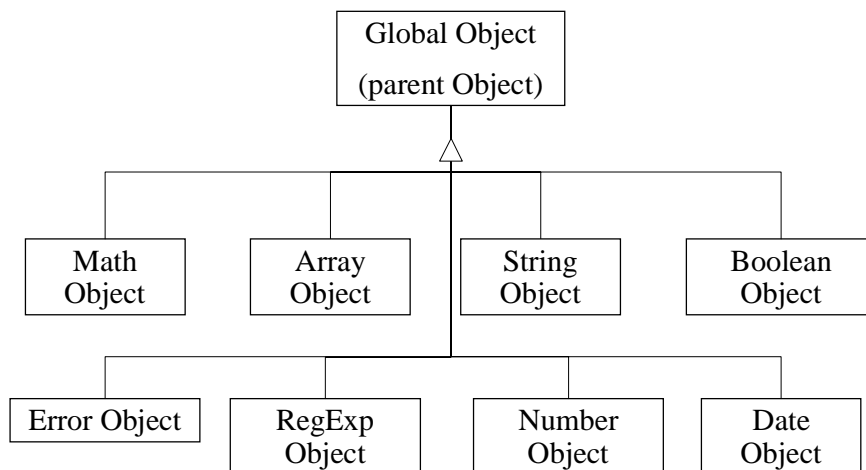 Global Object
(parent Object)
Math
Object
Array
Object
String
Object
Boolean
Object
Error Object
RegExp
Object
Number
Object
Date
Object